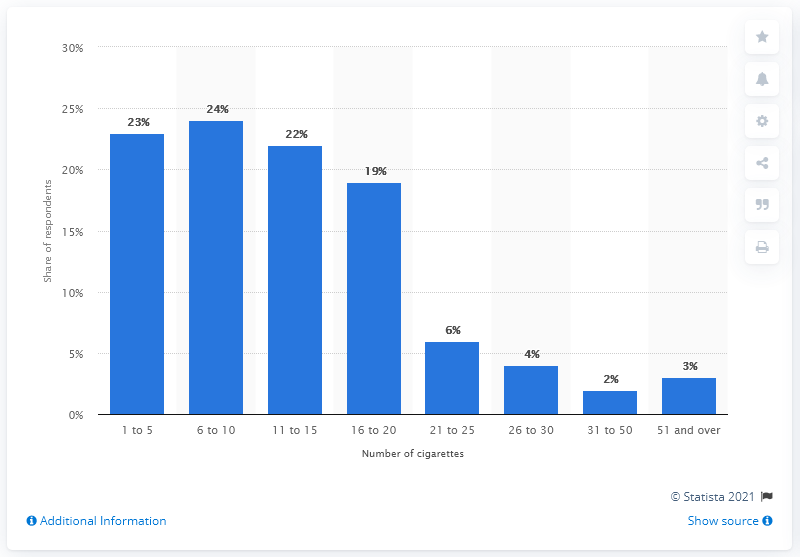 30%
25%
20%
15%
10%
5%
0%
Share of respondents
23%
24%
22%
19%
6%
4%
2%
3%
1 to 5
6 to 10
11 to 15
16 to 20
21 to 25
26 to 30
31 to 50
51 and over
Number of cigarettes
© Statista 2021
Additional Information
Show source